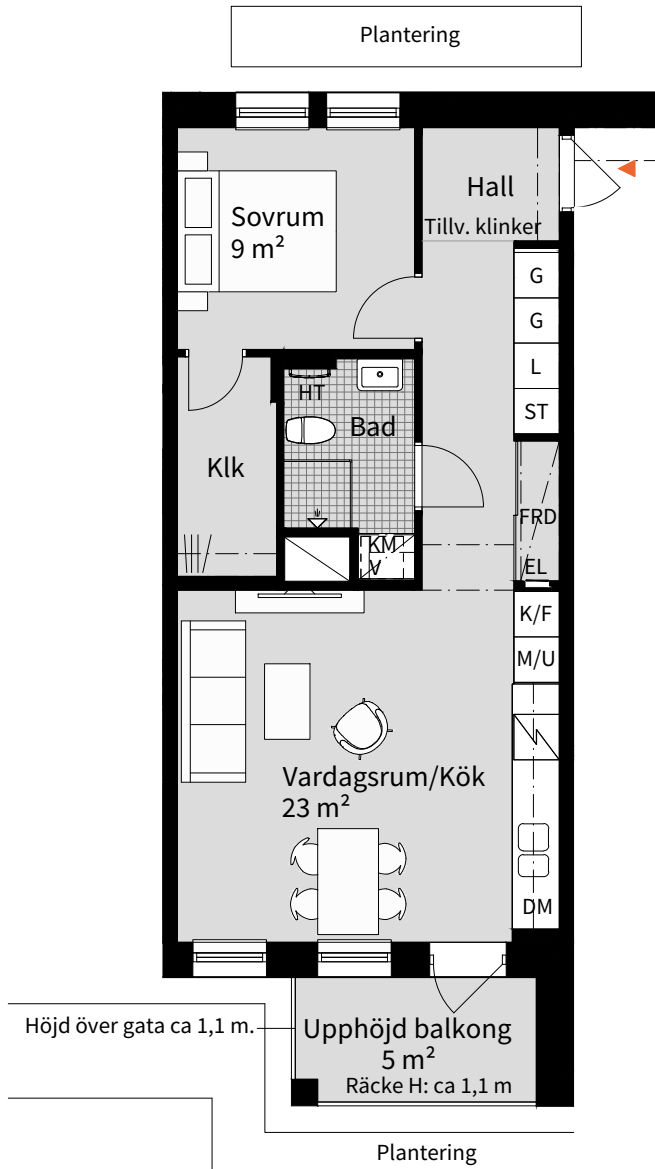 Plantering
Hall
Tillv. klinker
Sovrum
9 m²
G
G
L
ST
HT
Bad
Klk
FRD
KM
V
EL
K/F
M/U
Vardagsrum/Kök
23 m²
DM
Höjd över gata ca 1,1 m.
Upphöjd balkong
5 m²
Räcke H: ca 1,1 m
Plantering